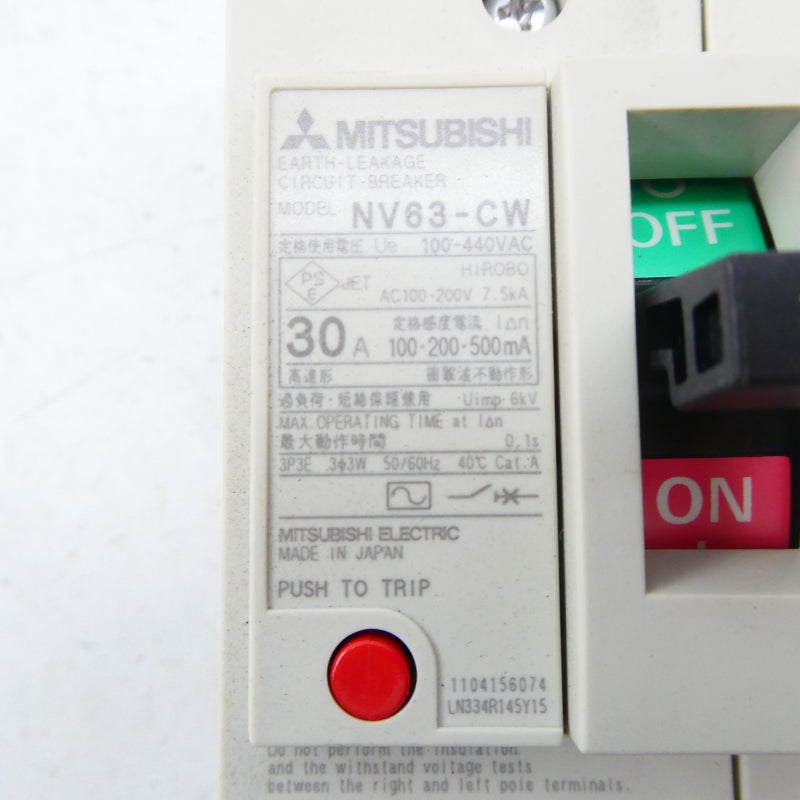 MITSUBISHI
EARTH-LEAKAGE
CIRCUIT-BREAKER
MODEL NV63-CW
定格使用電圧 Ue 100-440VAC
PS E JET HIROBO
AC100-200V 7.5kA
30A 定格感度電流 I△n
100・200・500mA
高速形 衝撃波不動作形
過負荷・短絡保護兼用 Uimp 6kV
MAX.OPERATING TIME at I△n
最大動作時間 0.1s
3P3E 3φ3W 50/60Hz 40℃ Cat.A
MITSUBISHI ELECTRIC
MADE IN JAPAN
PUSH TO TRIP
1104156074
LN334R145Y15
OFF
ON
Do not perform the insulation
and the withstand voltage tests
between the right and left pole terminals.